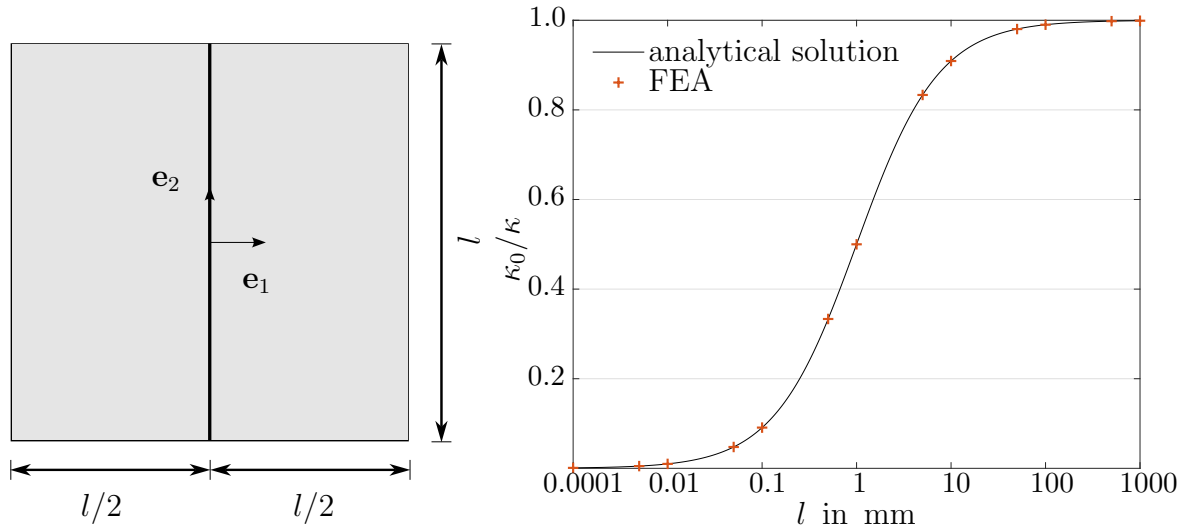 e₂
e₁
l
l/2
l/2
κ₀/κ
1.0
0.8
0.6
0.4
0.2
analytical solution
FEA
0.0001
0.01
0.1
1
10
100
1000
l in mm